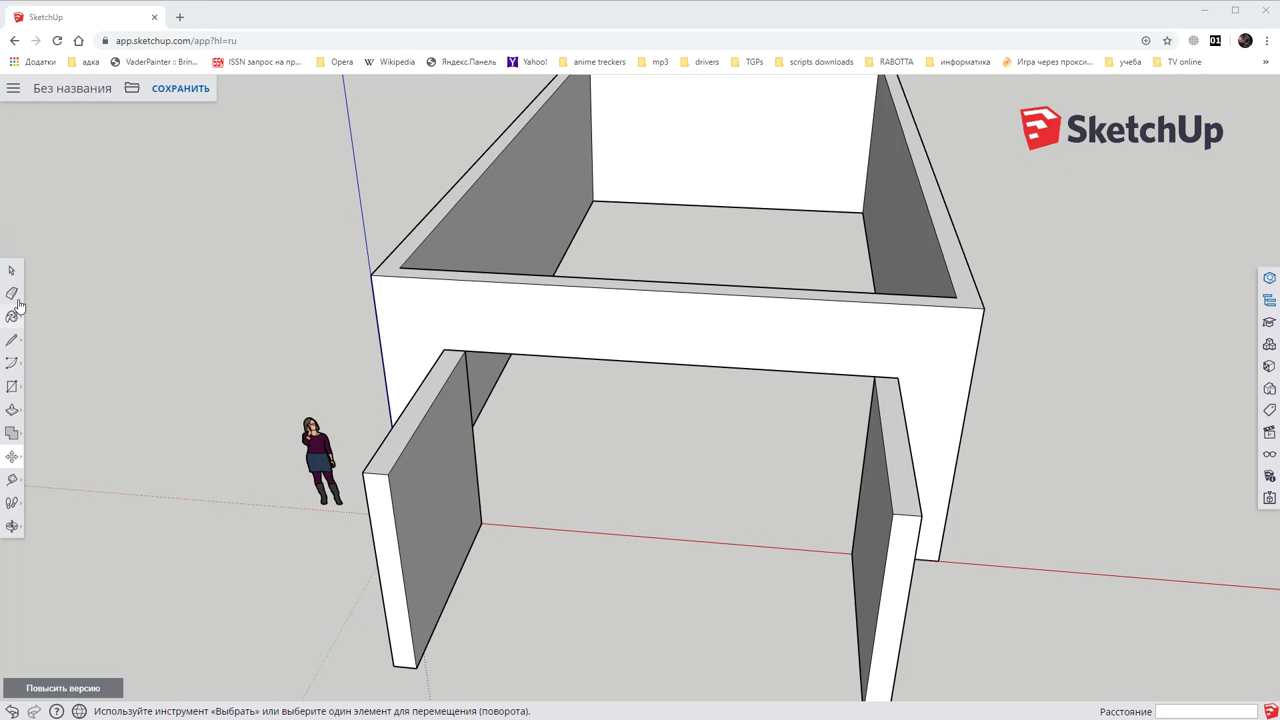 SketchUp
app.sketchup.com/app?hl=ru
01
Додатки
адка
VaderPainter :: Brin...
ISSN запрос на пр...
Opera
Wikipedia
Яндекс.Панель
Yahoo!
anime treckers
mp3
drivers
TGPs
scripts downloads
RABOTTA
информатика
Игра через прокси...
учеба
TV online
»
Без названия
СОХРАНИТЬ
SketchUp
Повысить версию
Используйте инструмент «Выбрать» или выберите один элемент для перемещения (поворота).
Расстояние